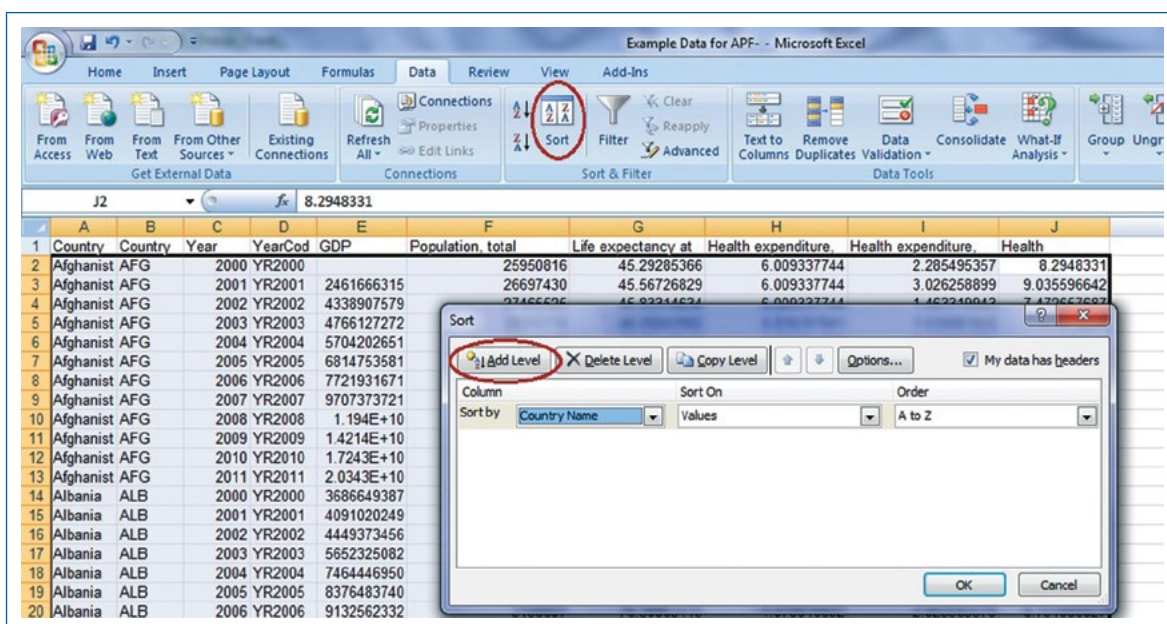 Example Data for APF- - Microsoft Excel
Home Insert Page Layout Formulas Data Review View Add-Ins
From Access
From Web
From Text
From Other Sources
Existing Connections
Get External Data
Refresh All
Connections
Properties
Edit Links
Connections
Sort
Filter
Clear
Reapply
Advanced
Sort & Filter
Text to Columns
Remove Duplicates
Data Validation
Consolidate
What-If Analysis
Data Tools
Group
J2 fx 8.2948331
A B C D E F G H I J
1 Country Country Year YearCod GDP Population, total Life expectancy at Health expenditure, Health expenditure, Health
2 Afghanist AFG 2000 YR2000 25950816 45.29285366 6.009337744 2.285495357 8.2948331
3 Afghanist AFG 2001 YR2001 2461666315 26697430 45.56726829 6.009337744 3.026258899 9.035596642
4 Afghanist AFG 2002 YR2002 4338907579
5 Afghanist AFG 2003 YR2003 4766127272
6 Afghanist AFG 2004 YR2004 5704202651
7 Afghanist AFG 2005 YR2005 6814753581
8 Afghanist AFG 2006 YR2006 7721931671
9 Afghanist AFG 2007 YR2007 9707373721
10 Afghanist AFG 2008 YR2008 1.194E+10
11 Afghanist AFG 2009 YR2009 1.4214E+10
12 Afghanist AFG 2010 YR2010 1.7243E+10
13 Afghanist AFG 2011 YR2011 2.0343E+10
14 Albania ALB 2000 YR2000 3686649387
15 Albania ALB 2001 YR2001 4091020249
16 Albania ALB 2002 YR2002 4449373456
17 Albania ALB 2003 YR2003 5652325082
18 Albania ALB 2004 YR2004 7464446950
19 Albania ALB 2005 YR2005 8376483740
20 Albania ALB 2006 YR2006 9132562332
Sort
Add Level Delete Level Copy Level Options... My data has headers
Column Sort On Order
Sort by Country Name Values A to Z
OK Cancel